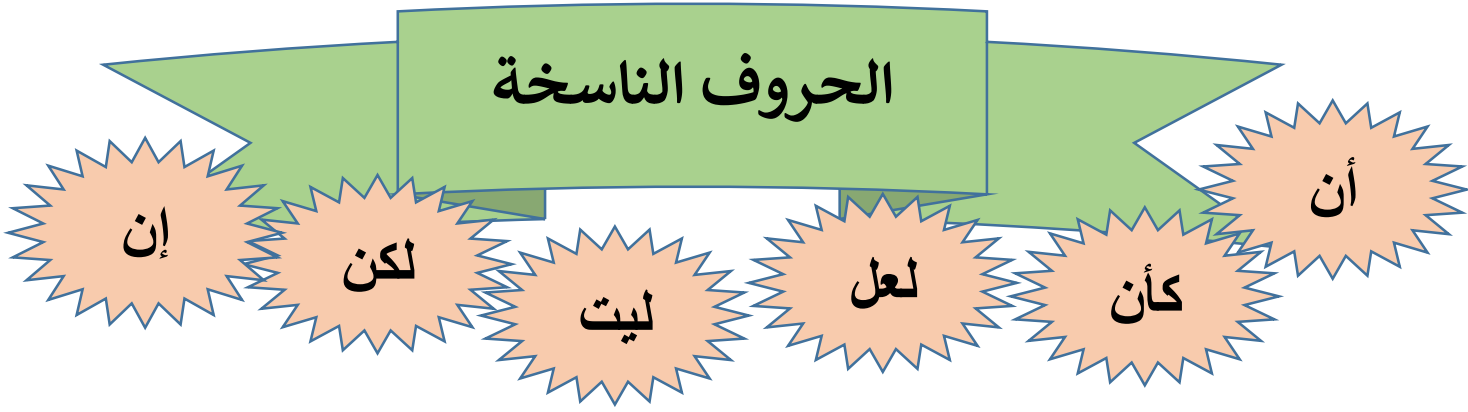 الحروف الناسخة
أن
كأن
لعل
ليت
لكن
إن